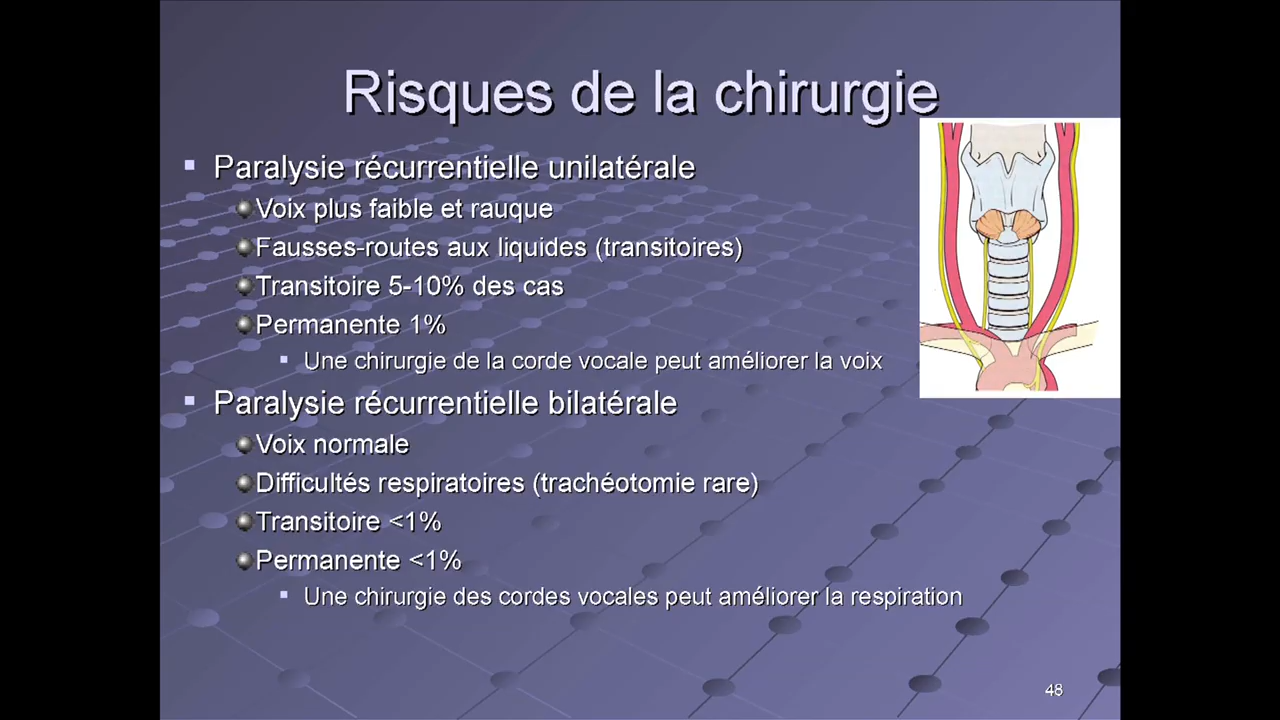 Risques de la chirurgie
Paralysie récurrentielle unilatérale
Voix plus faible et rauque
Fausses-routes aux liquides (transitoires)
Transitoire 5-10% des cas
Permanente 1%
Une chirurgie de la corde vocale peut améliorer la voix
Paralysie récurrentielle bilatérale
Voix normale
Difficultés respiratoires (trachéotomie rare)
Transitoire <1%
Permanente <1%
Une chirurgie des cordes vocales peut améliorer la respiration
48